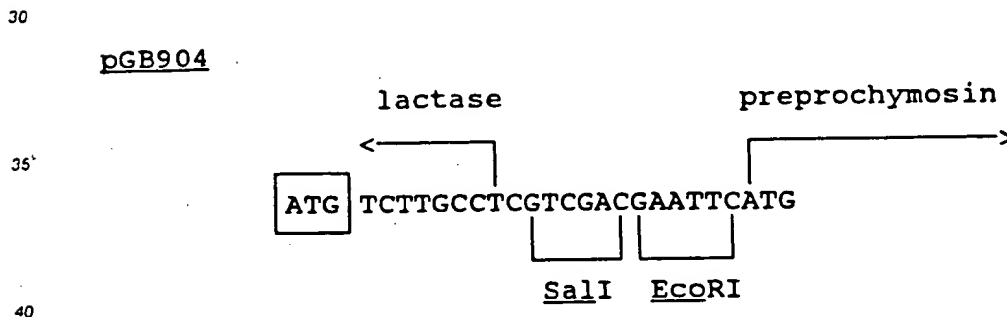 30
pGB904
lactase preprochymosin
35
ATG TCTTGCCTCGTCGACGAATTCATG
SalI EcoRI
40